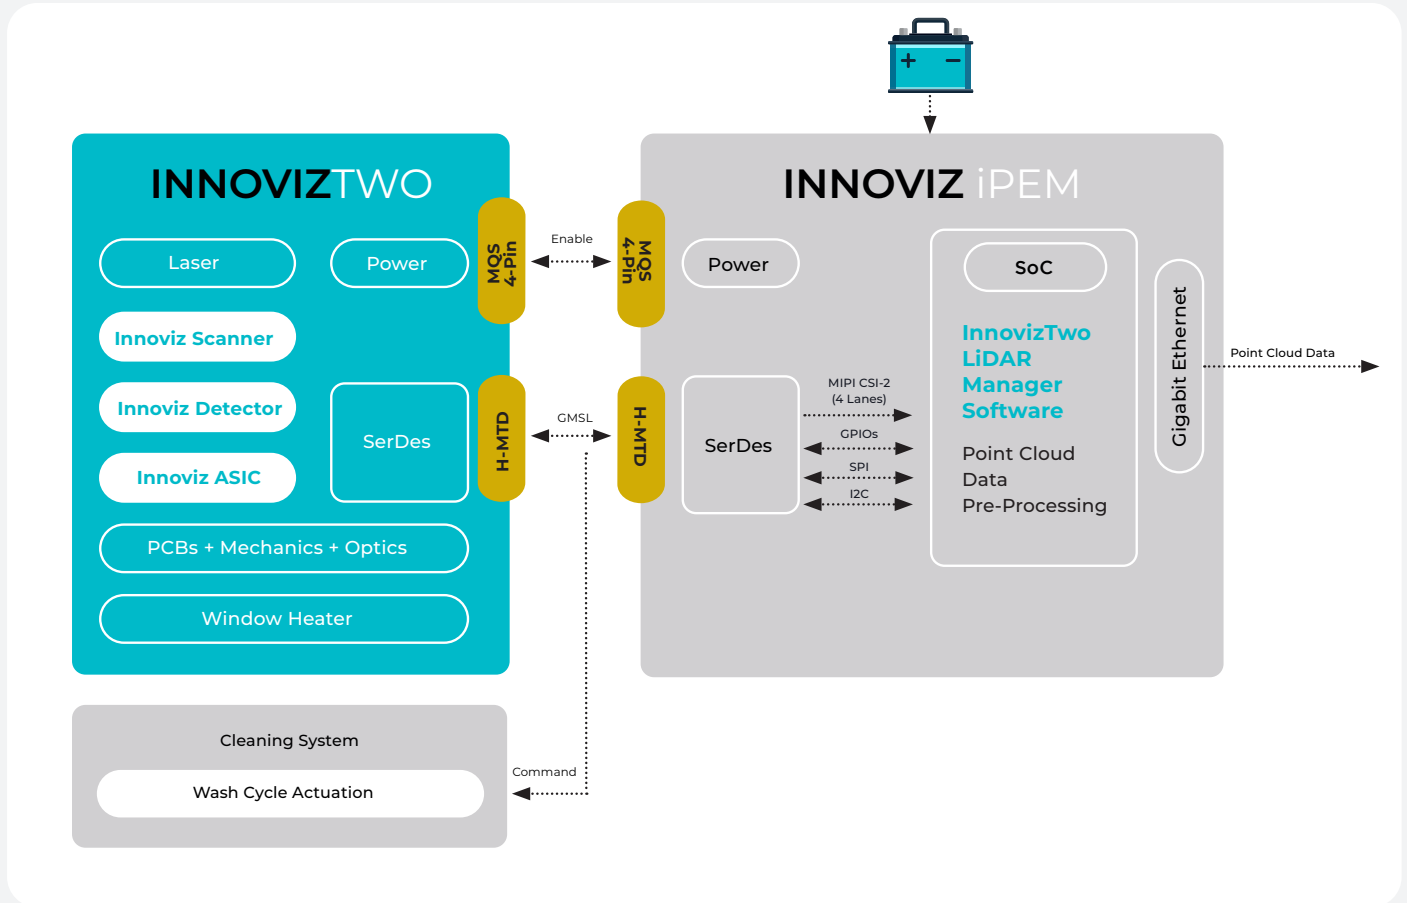 INNOVIZTWO
Laser
Power
Innoviz Scanner
Innoviz Detector
Innoviz ASIC
SerDes
PCBs + Mechanics + Optics
Window Heater
MQS
4-Pin
H-MTD
Enable
GMSL
MQS
4-Pin
H-MTD
+ −
INNOVIZ iPEM
Power
SerDes
MIPI CSI-2
(4 Lanes)
GPIOs
SPI
I2C
SoC
InnovizTwo
LiDAR
Manager
Software
Point Cloud
Data
Pre-Processing
Gigabit Ethernet
Point Cloud Data
Cleaning System
Wash Cycle Actuation
Command